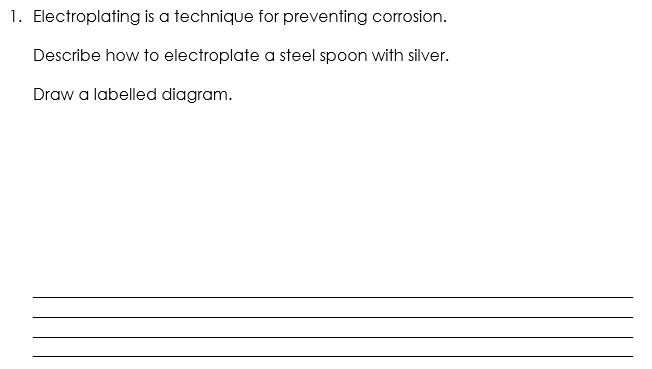 1. Electroplating is a technique for preventing corrosion.
Describe how to electroplate a steel spoon with silver.
Draw a labelled diagram.